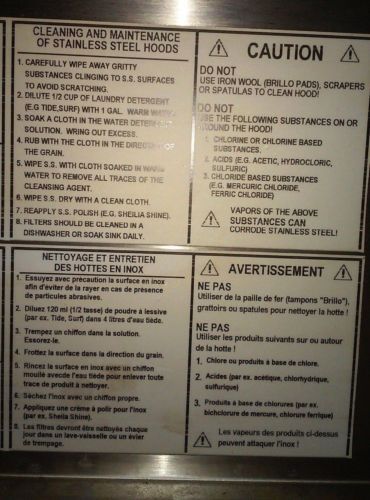 CLEANING AND MAINTENANCE
OF STAINLESS STEEL HOODS
1. CAREFULLY WIPE AWAY GRITTY
SUBSTANCES CLINGING TO S.S. SURFACES
TO AVOID SCRATCHING.
2. DILUTE 1/2 CUP OF LAUNDRY DETERGENT
(E.G TIDE,SURF) WITH 1 GAL. WARM WATER.
3. SOAK A CLOTH IN THE WATER DETERGENT
SOLUTION. WRING OUT EXCESS.
4. RUB WITH THE CLOTH IN THE DIRECTION OF
THE GRAIN.
5. WIPE S.S. WITH CLOTH SOAKED IN WARM
WATER TO REMOVE ALL TRACES OF THE
CLEANSING AGENT.
6. WIPE S.S. DRY WITH A CLEAN CLOTH.
7. REAPPLY S.S. POLISH (E.G. SHEILIA SHINE).
8. FILTERS SHOULD BE CLEANED IN A
DISHWASHER OR SOAK SINK DAILY.
CAUTION
DO NOT
USE IRON WOOL (BRILLO PADS), SCRAPERS
OR SPATULAS TO CLEAN HOOD!
DO NOT
USE THE FOLLOWING SUBSTANCES ON OR
AROUND THE HOOD!
1. CHLORINE OR CHLORINE BASED
SUBSTANCES.
2. ACIDS (E.G. ACETIC, HYDROCLORIC,
SULFURIC)
3. CHLORIDE BASED SUBSTANCES
(E.G. MERCURIC CHLORIDE,
FERRIC CHLORIDE)
VAPORS OF THE ABOVE
SUBSTANCES CAN
CORRODE STAINLESS STEEL!
NETTOYAGE ET ENTRETIEN
DES HOTTES EN INOX
1. Essuyez avec précaution la surface en inox
afin d'éviter de la rayer en cas de présence
de particules abrasives.
2. Diluez 120 ml (1/2 tasse) de poudre à lessive
(par ex. Tide, Surf) dans 4 litres d'eau tiède.
3. Trempez un chiffon dans la solution.
Essorez-le.
4. Frottez la surface dans la direction du grain.
5. Rincez la surface en inox avec un chiffon
mouilé avecde l'eau tiède pour enlever toute
trace de produit à nettoyer.
6. Séchez l'inox avec un chiffon propre.
7. Appliquez une crème à polir pour l'inox
(par ex. Sheila Shine).
8. Les filtres devront être nettoyés chaque
jour dans un lave-vaisselle ou un évier
de trempage.
AVERTISSEMENT
NE PAS
Utiliser de la paille de fer (tampons "Brillo"),
grattoirs ou spatules pour nettoyer la hotte !
NE PAS
Utiliser les produits suivants sur ou autour
de la hotte !
1. Chlore ou produits à base de chlore.
2. Acides (par ex. acétique, chlorhydrique,
sulfurique)
3. Produits à base de chlorures (par ex.
bichclorure de mercure, chlorure ferrique)
Les vapeurs des produits ci-dessus
peuvent attaquer l'inox !